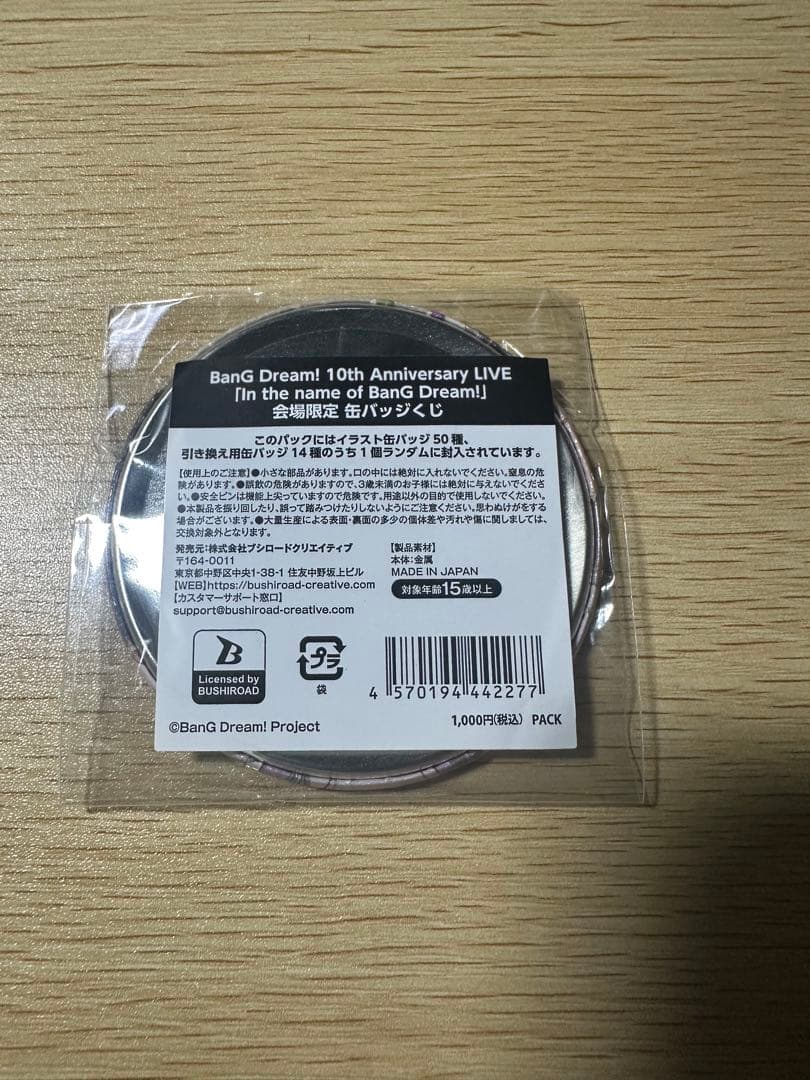 BanG Dream! 10th Anniversary LIVE
「In the name of BanG Dream!」
会場限定 缶バッジくじ
このパックにはイラスト缶バッジ50種、
引き換え用缶バッジ14種のうち1個ランダムに封入されています。
【使用上のご注意】●小さな部品があります。口の中には絶対に入れないでください。窒息の危
険があります。●誤飲の危険がありますので、3歳未満のお子様には絶対に与えないでくださ
い。●安全ピンは機能上尖っていますので危険です。用途以外の目的で使用しないでください。
●本製品を振り回したり、誤って踏みつけたりしないようにご注意ください。思わぬけがをする
場合がございます。●大量生産による表面・裏面の多少の個体差や汚れや傷に関しましては、
交換対象外となります。
発売元:株式会社ブシロードクリエイティブ
〒164-0011
東京都中野区中央1-38-1 住友中野坂上ビル
【WEB】https://bushiroad-creative.com
【カスタマーサポート窓口】
support@bushiroad-creative.com
【製品素材】
本体:金属
MADE IN JAPAN
対象年齢15歳以上
B
Licensed by
BUSHIROAD
プラ
袋
4 570194 442277
©BanG Dream! Project
1,000円(税込) PACK